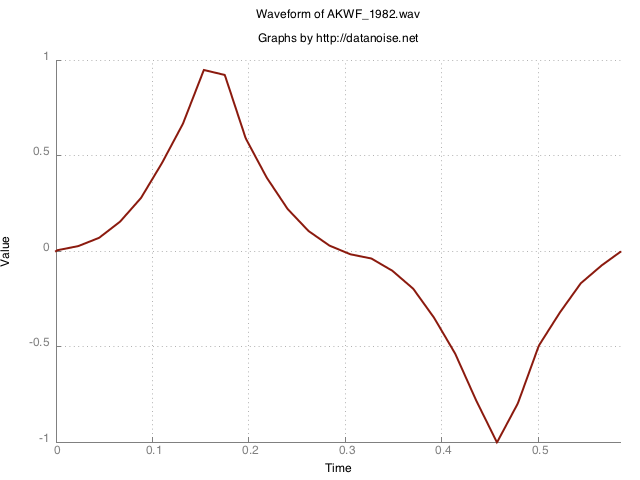 Waveform of AKWF_1982.wav
Graphs by http://datanoise.net
1
0.5
0
-0.5
-1
Value
0 0.1 0.2 0.3 0.4 0.5
Time